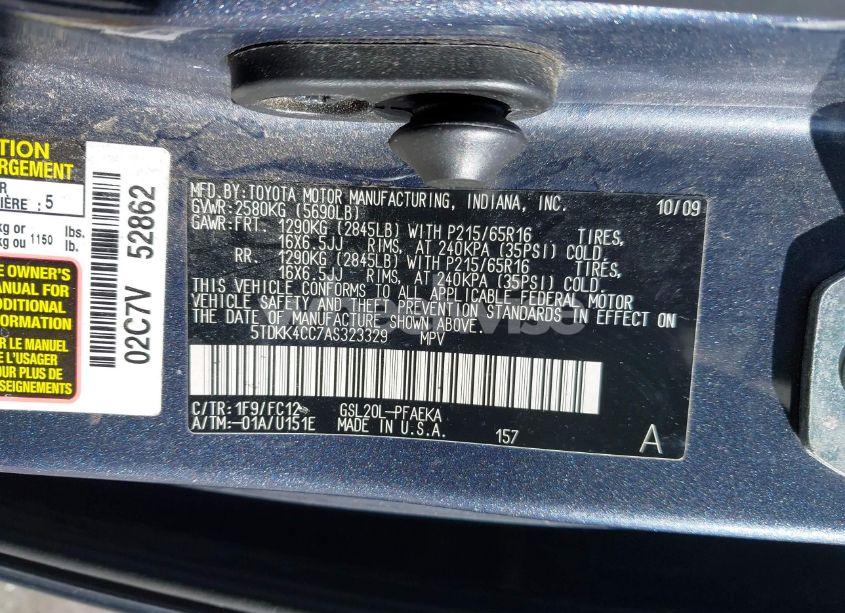 TION
RGEMENT
R
IÈRE : 5
kg or lbs.
kg ou 1150 lb.
E OWNER'S
MANUAL FOR
DDITIONAL
FORMATION
R LE MANUEL
E L'USAGER
OUR PLUS DE
NSEIGNEMENTS
02C7V 52862
MFD. BY: TOYOTA MOTOR MANUFACTURING, INDIANA, INC. 10/09
GVWR: 2580KG (5690LB)
GAWR: FRT. 1290KG (2845LB) WITH P215/65R16 TIRES,
16X6.5JJ RIMS, AT 240KPA (35PSI) COLD.
RR. 1290KG (2845LB) WITH P215/65R16 TIRES,
16X6.5JJ RIMS, AT 240KPA (35PSI) COLD.
THIS VEHICLE CONFORMS TO ALL APPLICABLE FEDERAL MOTOR
VEHICLE SAFETY AND THEFT PREVENTION STANDARDS IN EFFECT ON
THE DATE OF MANUFACTURE SHOWN ABOVE.
5TDKK4CC7AS323329 MPV
C/TR: 1F9/FC12 GSL20L-PFAEKA
A/TM:-01A/U151E MADE IN U.S.A. 157 A